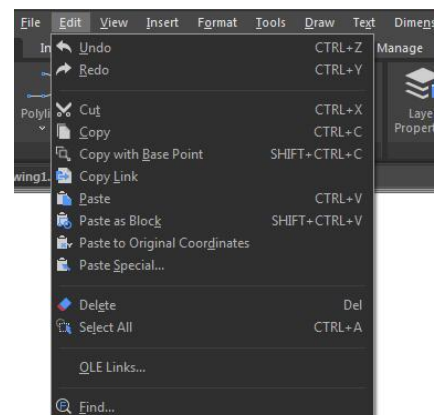 File Edit View Insert Format Tools Draw Text Dimens
In Manage
Undo CTRL+Z
Redo CTRL+Y
Polyli Laye
Cut CTRL+X
Copy CTRL+C
Propert
Copy with Base Point SHIFT+CTRL+C
wing1.
Copy Link
Paste CTRL+V
Paste as Block SHIFT+CTRL+V
Paste to Original Coordinates
Paste Special...
Delete Del
Select All CTRL+A
OLE Links...
Find...